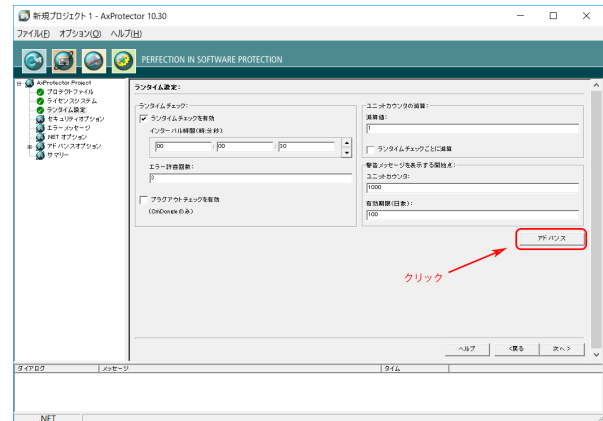 新規プロジェクト 1 - AxProtector 10.30
ファイル(F) オプション(O) ヘルプ(H)
PERFECTION IN SOFTWARE PROTECTION
AxProtector Project
プロテクトファイル
ライセンスシステム
ランタイム設定
セキュリティオプション
エラーメッセージ
.NET オプション
アドバンスオプション
サマリー
ランタイム設定:
ランタイムチェック:
ランタイムチェックを有効
インターバル時間(時:分:秒):
00 : 00 : 30
エラー許容回数:
3
プラグアウトチェックを有効
(CmDongleのみ)
ユニットカウンタの減算:
減算値:
1
ランタイムチェックごとに減算
警告メッセージを表示する開始点:
ユニットカウンタ:
1000
有効期限(日数):
100
アドバンス
クリック
ヘルプ <戻る 次へ>
ダイアログ メッセージ タイム
.NET